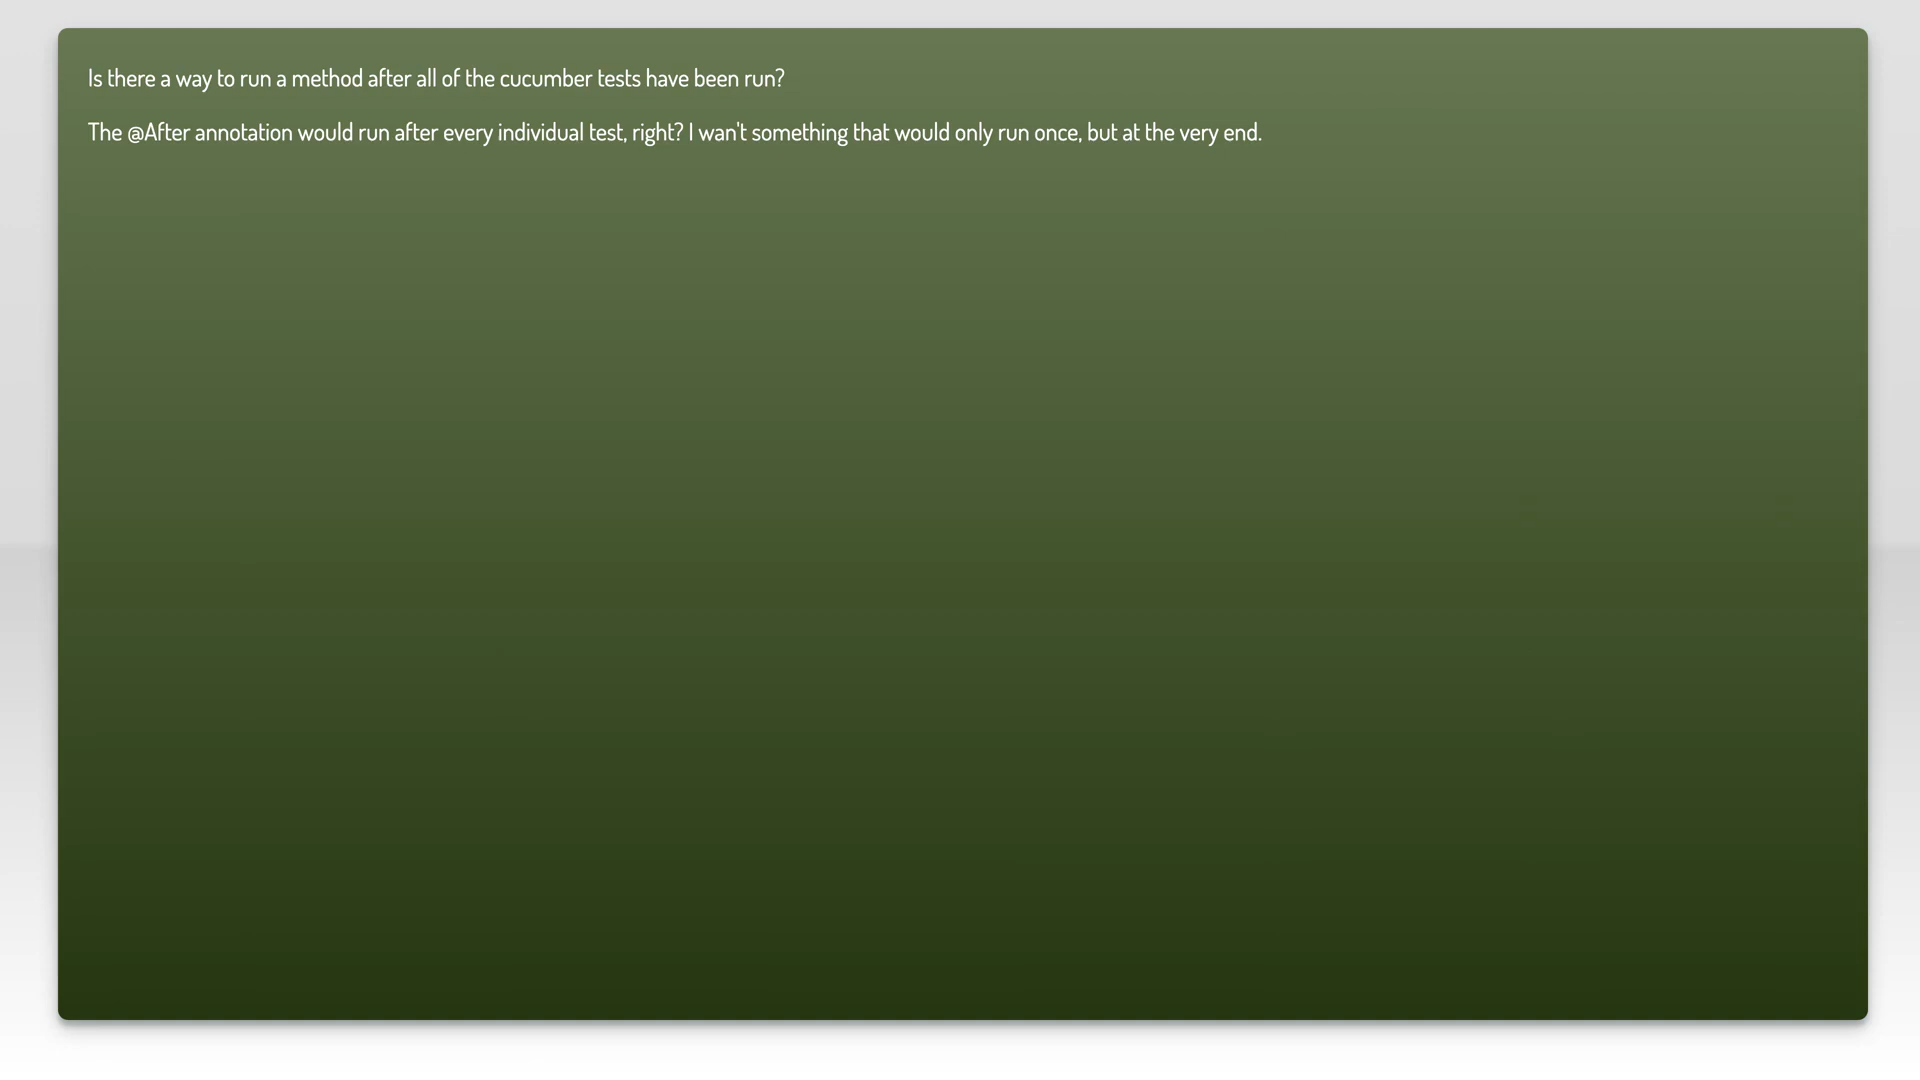 Is there a way to run a method after all of the cucumber tests have been run?
The @After annotation would run after every individual test, right? I wan't something that would only run once, but at the very end.